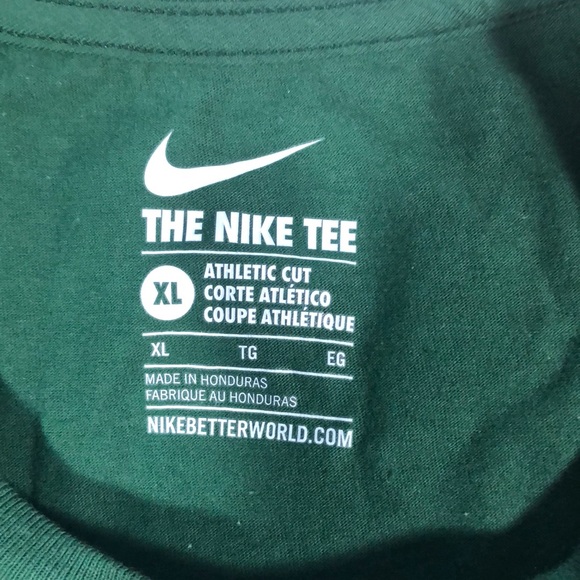 THE NIKE TEE
XL
ATHLETIC CUT
CORTE ATLÉTICO
COUPE ATHLÉTIQUE
XL TG EG
MADE IN HONDURAS
FABRIQUE AU HONDURAS
NIKEBETTERWORLD.COM